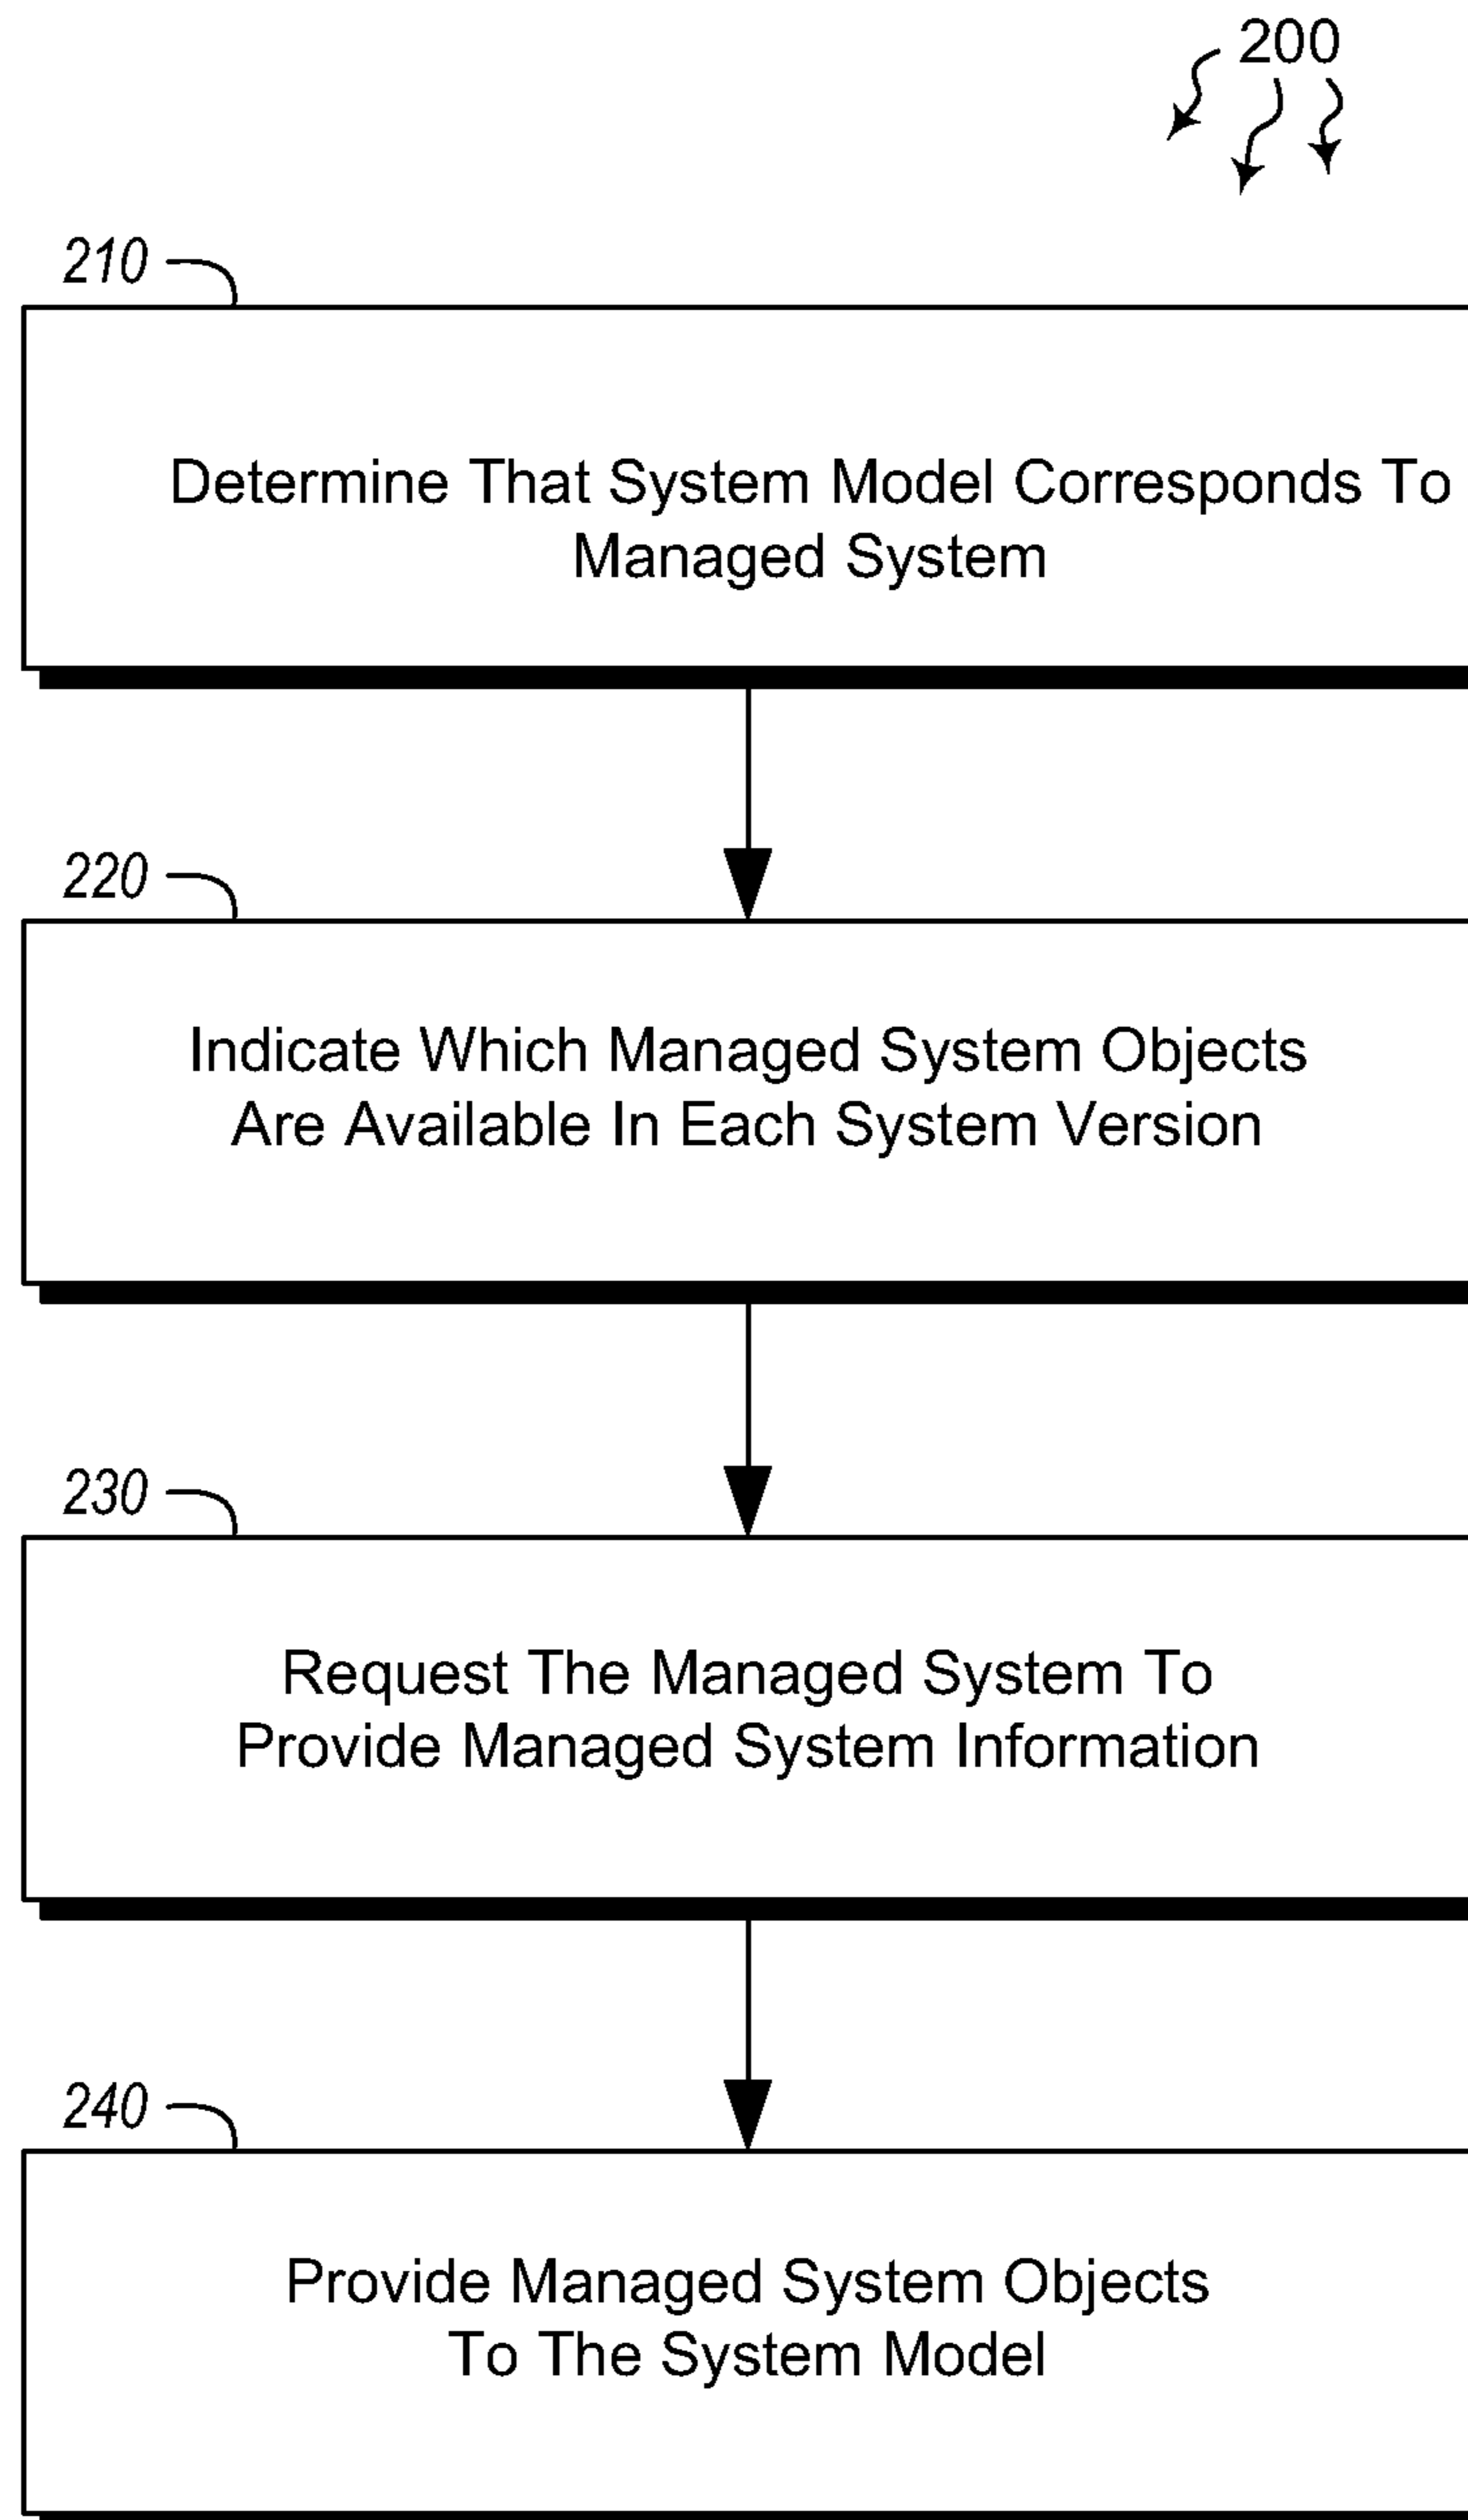 200
210
Determine That System Model Corresponds To
Managed System
220
Indicate Which Managed System Objects
Are Available In Each System Version
230
Request The Managed System To
Provide Managed System Information
240
Provide Managed System Objects
To The System Model